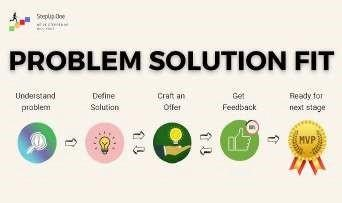 StepUp.One
PROBLEM SOLUTION FIT
Understand
problem
Define
Solution
Craft an
Offer
Get
Feedback
Ready for
next stage
MVP